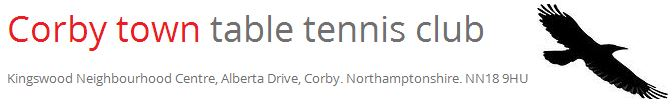 Corby town table tennis club
Kingswood Neighbourhood Centre, Alberta Drive, Corby. Northamptonshire. NN18 9HU